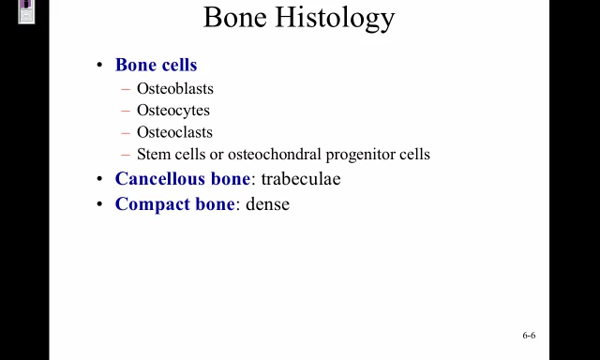 Bone Histology
• Bone cells
– Osteoblasts
– Osteocytes
– Osteoclasts
– Stem cells or osteochondral progenitor cells
• Cancellous bone: trabeculae
• Compact bone: dense
6-6